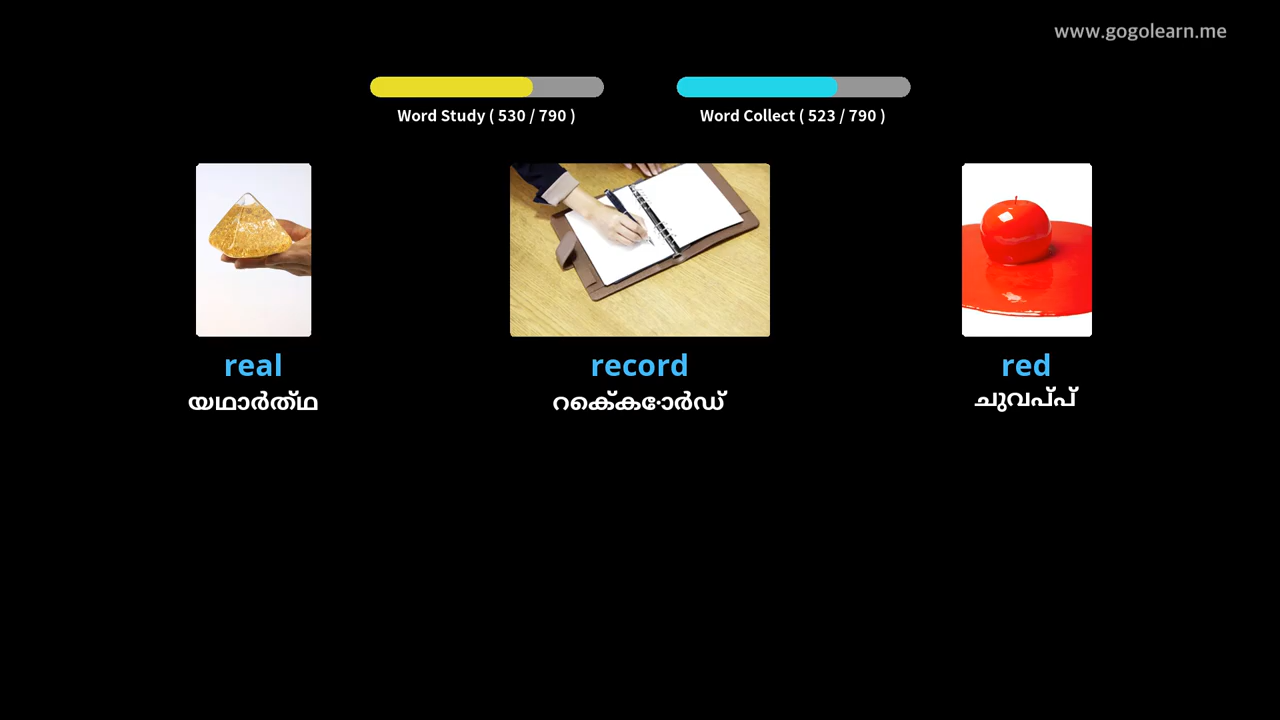 www.gogolearn.me
Word Study ( 530 / 790 )
Word Collect ( 523 / 790 )
real
record
red
യഥാർത്ഥ
റെക്കോർഡ്
ചുവപ്പ്